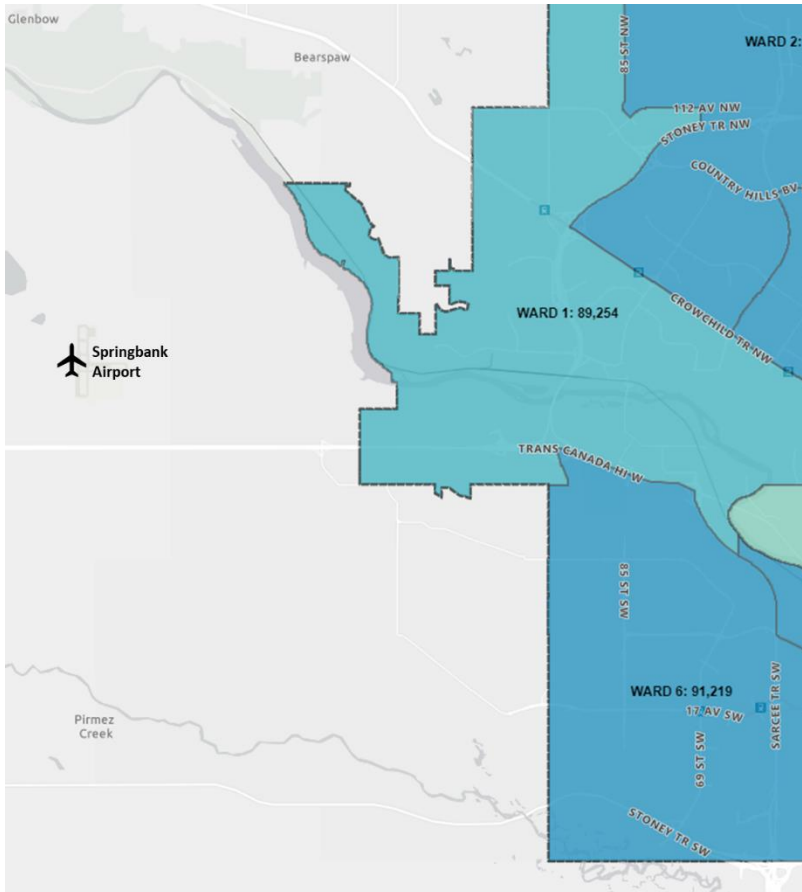 Glenbow
Bearspaw
85 ST NW
WARD 2:
112 AV NW
STONEY TR NW
COUNTRY HILLS BV
WARD 1: 89,254
CROWCHILD TR NW
Springbank
Airport
TRANS CANADA HI W
85 ST SW
WARD 6: 91,219
17 AV SW
SARCEE TR SW
69 ST SW
Pirmez
Creek
STONEY TR SW